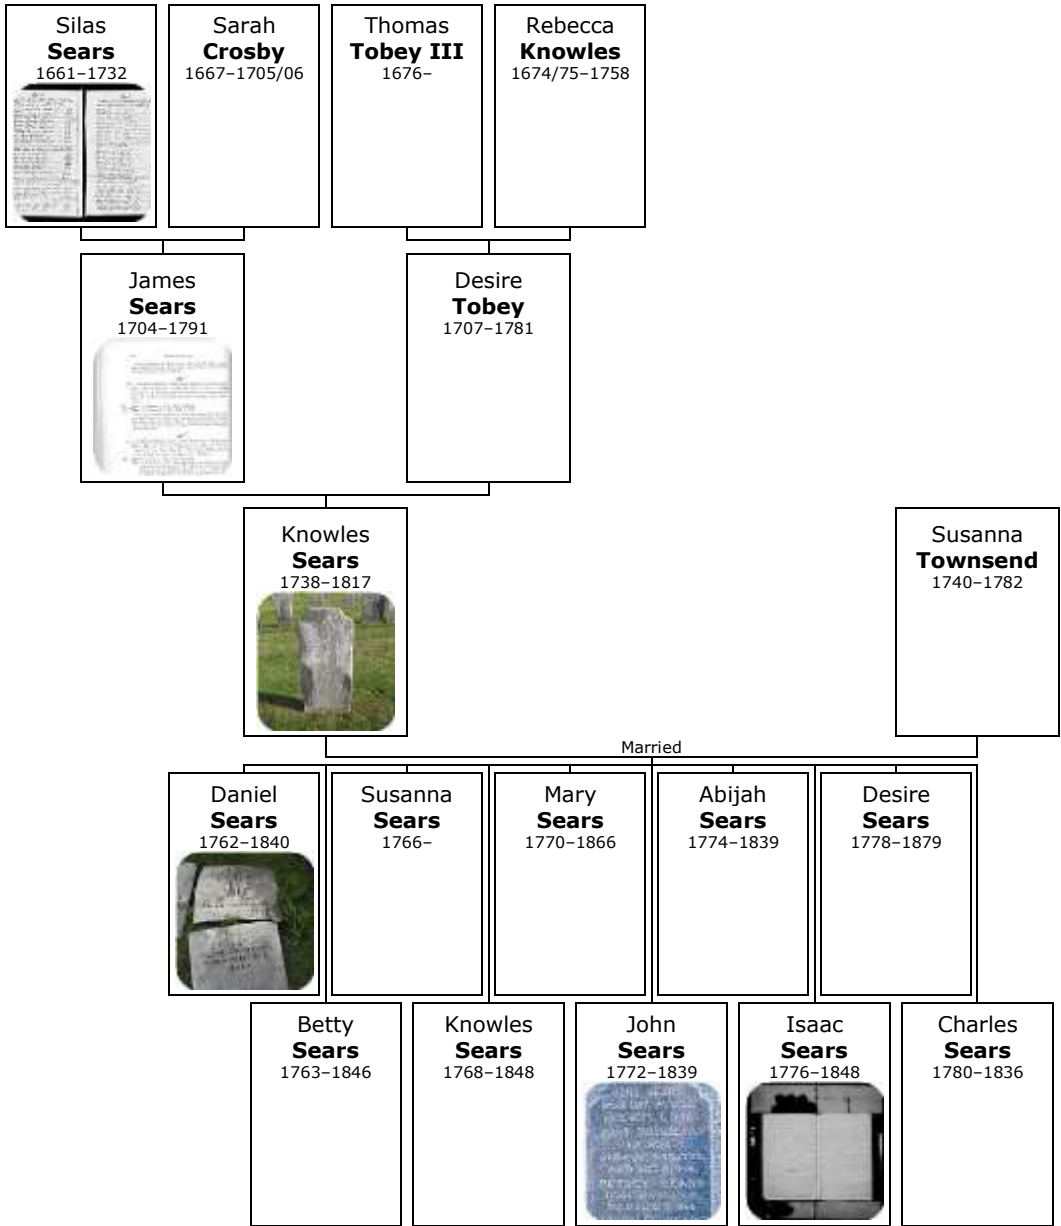 Silas
Sears
1661–1732
Sarah
Crosby
1667–1705/06
Thomas
Tobey III
1676–
Rebecca
Knowles
1674/75–1758
James
Sears
1704–1791
Desire
Tobey
1707–1781
Knowles
Sears
1738–1817
Susanna
Townsend
1740–1782
Married
Daniel
Sears
1762–1840
Susanna
Sears
1766–
Mary
Sears
1770–1866
Abijah
Sears
1774–1839
Desire
Sears
1778–1879
Betty
Sears
1763–1846
Knowles
Sears
1768–1848
John
Sears
1772–1839
Isaac
Sears
1776–1848
Charles
Sears
1780–1836